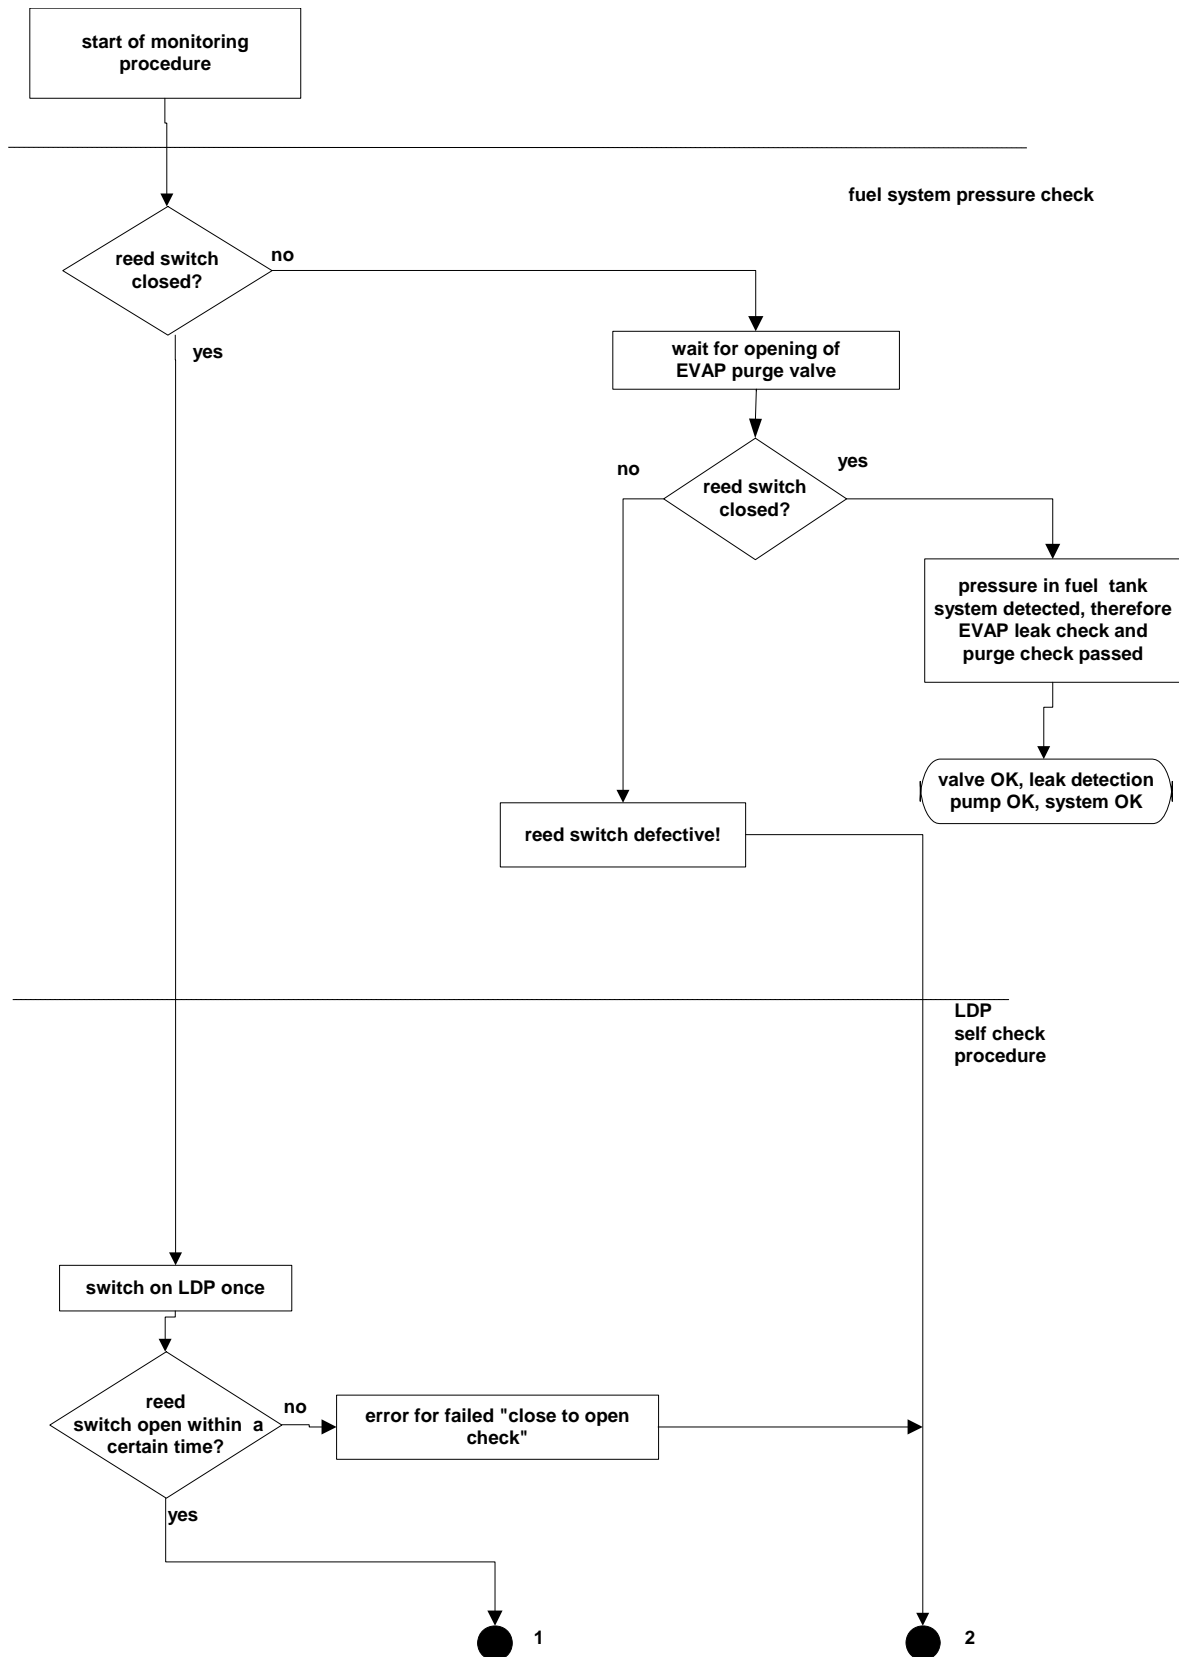 start of monitoring
procedure
fuel system pressure check
reed switch
closed?
no
yes
wait for opening of
EVAP purge valve
no
yes
reed switch
closed?
pressure in fuel tank
system detected, therefore
EVAP leak check and
purge check passed
valve OK, leak detection
pump OK, system OK
reed switch defective!
LDP
self check
procedure
switch on LDP once
reed
switch open within a
certain time?
no
error for failed "close to open
check"
yes
1
2